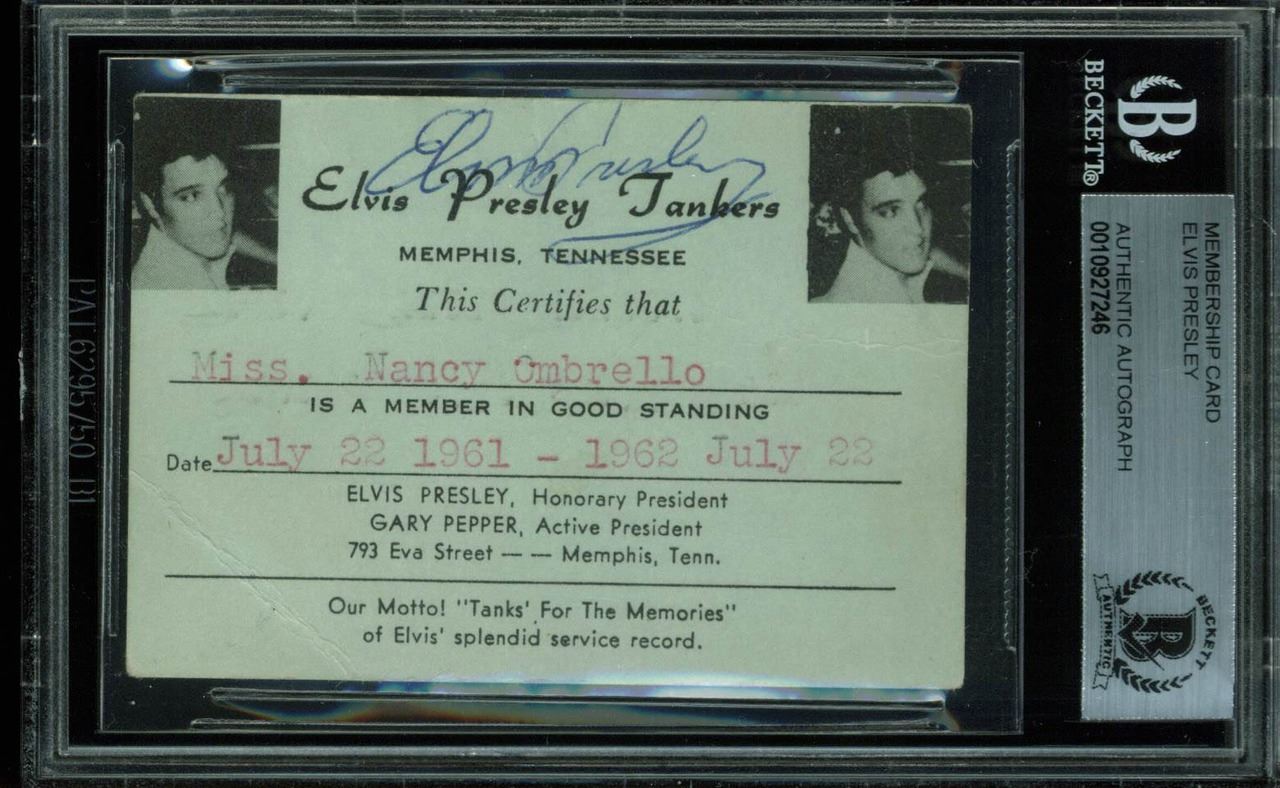 Elvis Presley
Elvis Presley Tankers
MEMPHIS, TENNESSEE
This Certifies that
Miss. Nancy Ombrello
IS A MEMBER IN GOOD STANDING
Date July 22 1961 - 1962 July 22
ELVIS PRESLEY, Honorary President
GARY PEPPER, Active President
793 Eva Street — — Memphis, Tenn.
Our Motto! "Tanks' For The Memories"
of Elvis' splendid service record.
BECKETT®
B
MEMBERSHIP CARD
ELVIS PRESLEY
AUTHENTIC AUTOGRAPH
0010927246
BECKETT
B
AUTHENTIC